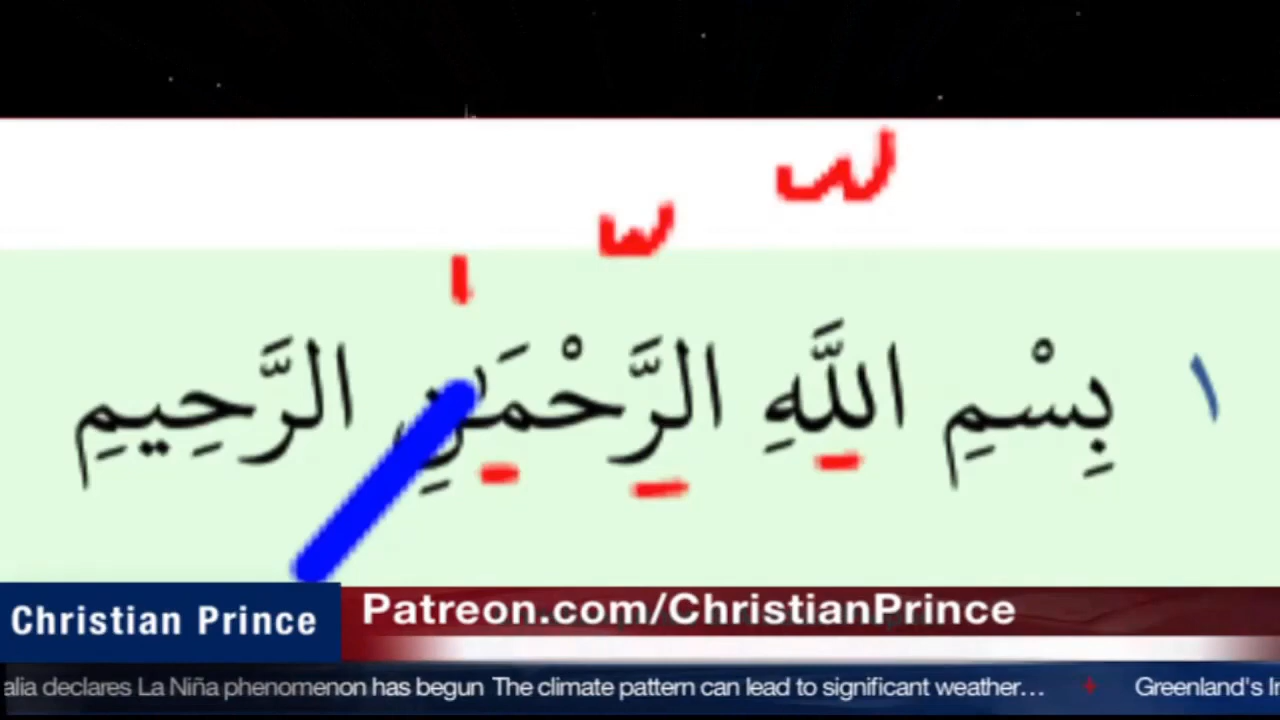 ١ بِسْمِ اللَّهِ الرَّحْمَـٰنِ الرَّحِيمِ
Christian Prince
Patreon.com/ChristianPrince
alia declares La Niña phenomenon has begun The climate pattern can lead to significant weather... Greenland's